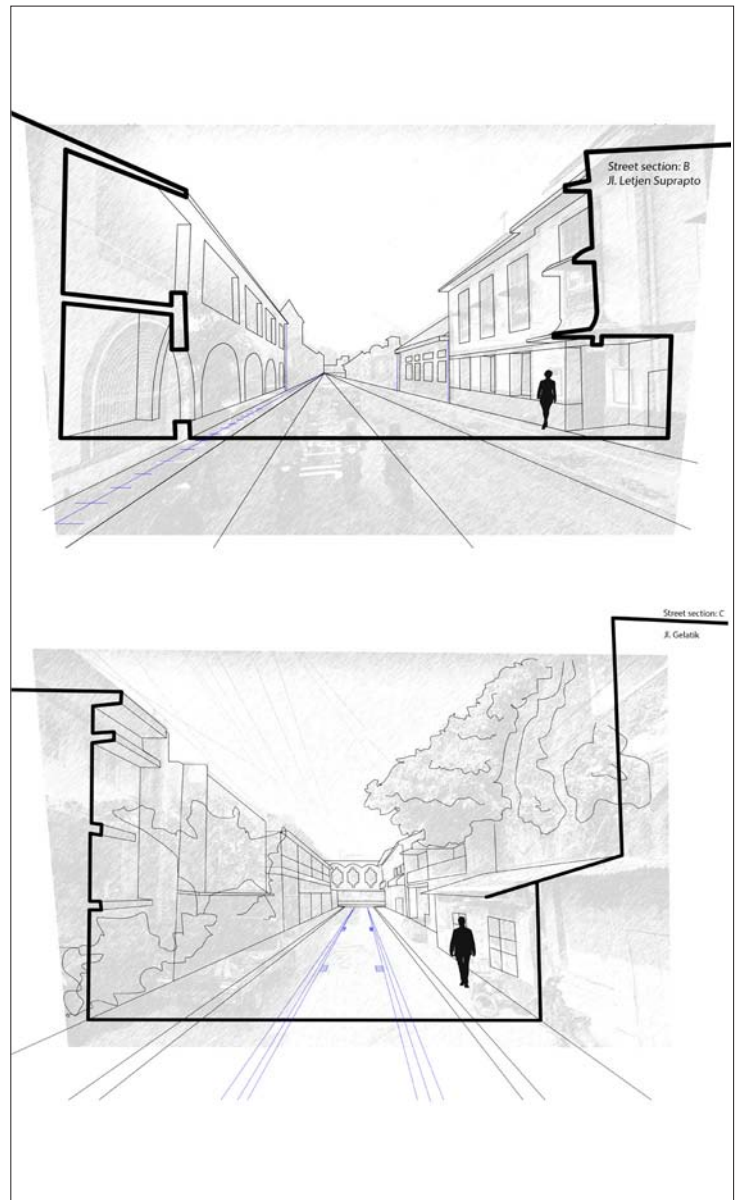 Street section: B
Jl. Letjen Suprapto
Street section: C
Jl. Gelatik